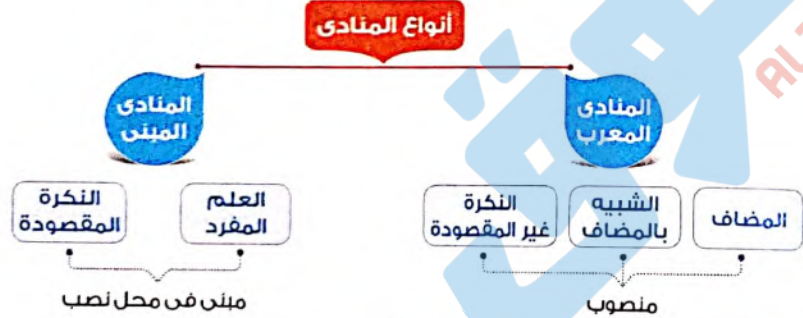 أنواع المنادى
المنادى
المعرب
المنادى
المبنى
المضاف
الشبيه
بالمضاف
النكرة
غير المقصودة
العلم
المفرد
النكرة
المقصودة
منصوب
مبنى فى محل نصب